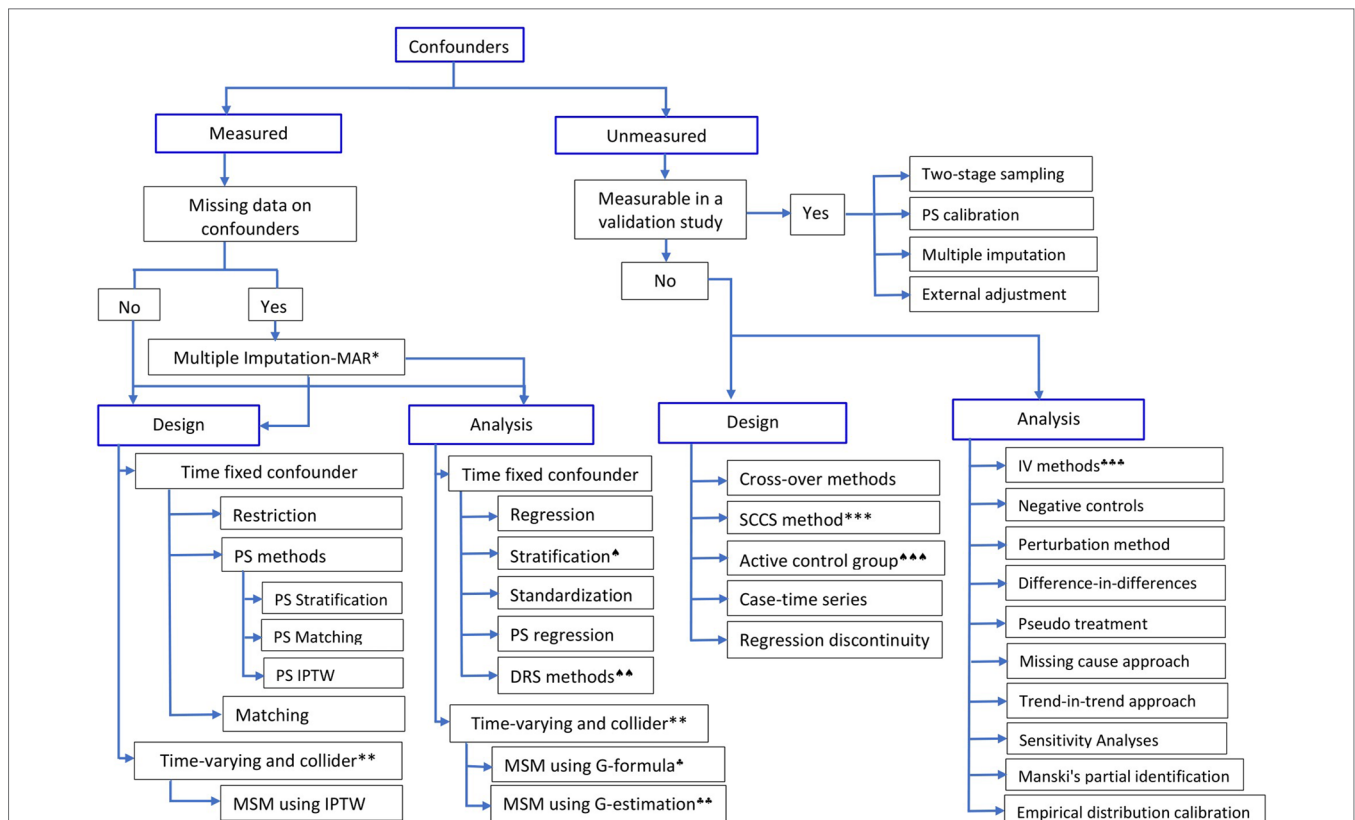 Confounders
Measured
Unmeasured
Missing data on
confounders
Measurable in a
validation study
Yes
Two-stage sampling
PS calibration
Multiple imputation
External adjustment
No
No
Yes
Multiple Imputation-MAR*
Design
Time fixed confounder
Restriction
PS methods
PS Stratification
PS Matching
PS IPTW
Matching
Time-varying and collider**
MSM using IPTW
Analysis
Time fixed confounder
Regression
Stratification♠
Standardization
PS regression
DRS methods♠♠
Time-varying and collider**
MSM using G-formula♣
MSM using G-estimation♣♣
Design
Cross-over methods
SCCS method***
Active control group♠♠♠
Case-time series
Regression discontinuity
Analysis
IV methods♣♣♣
Negative controls
Perturbation method
Difference-in-differences
Pseudo treatment
Missing cause approach
Trend-in-trend approach
Sensitivity Analyses
Manski's partial identification
Empirical distribution calibration